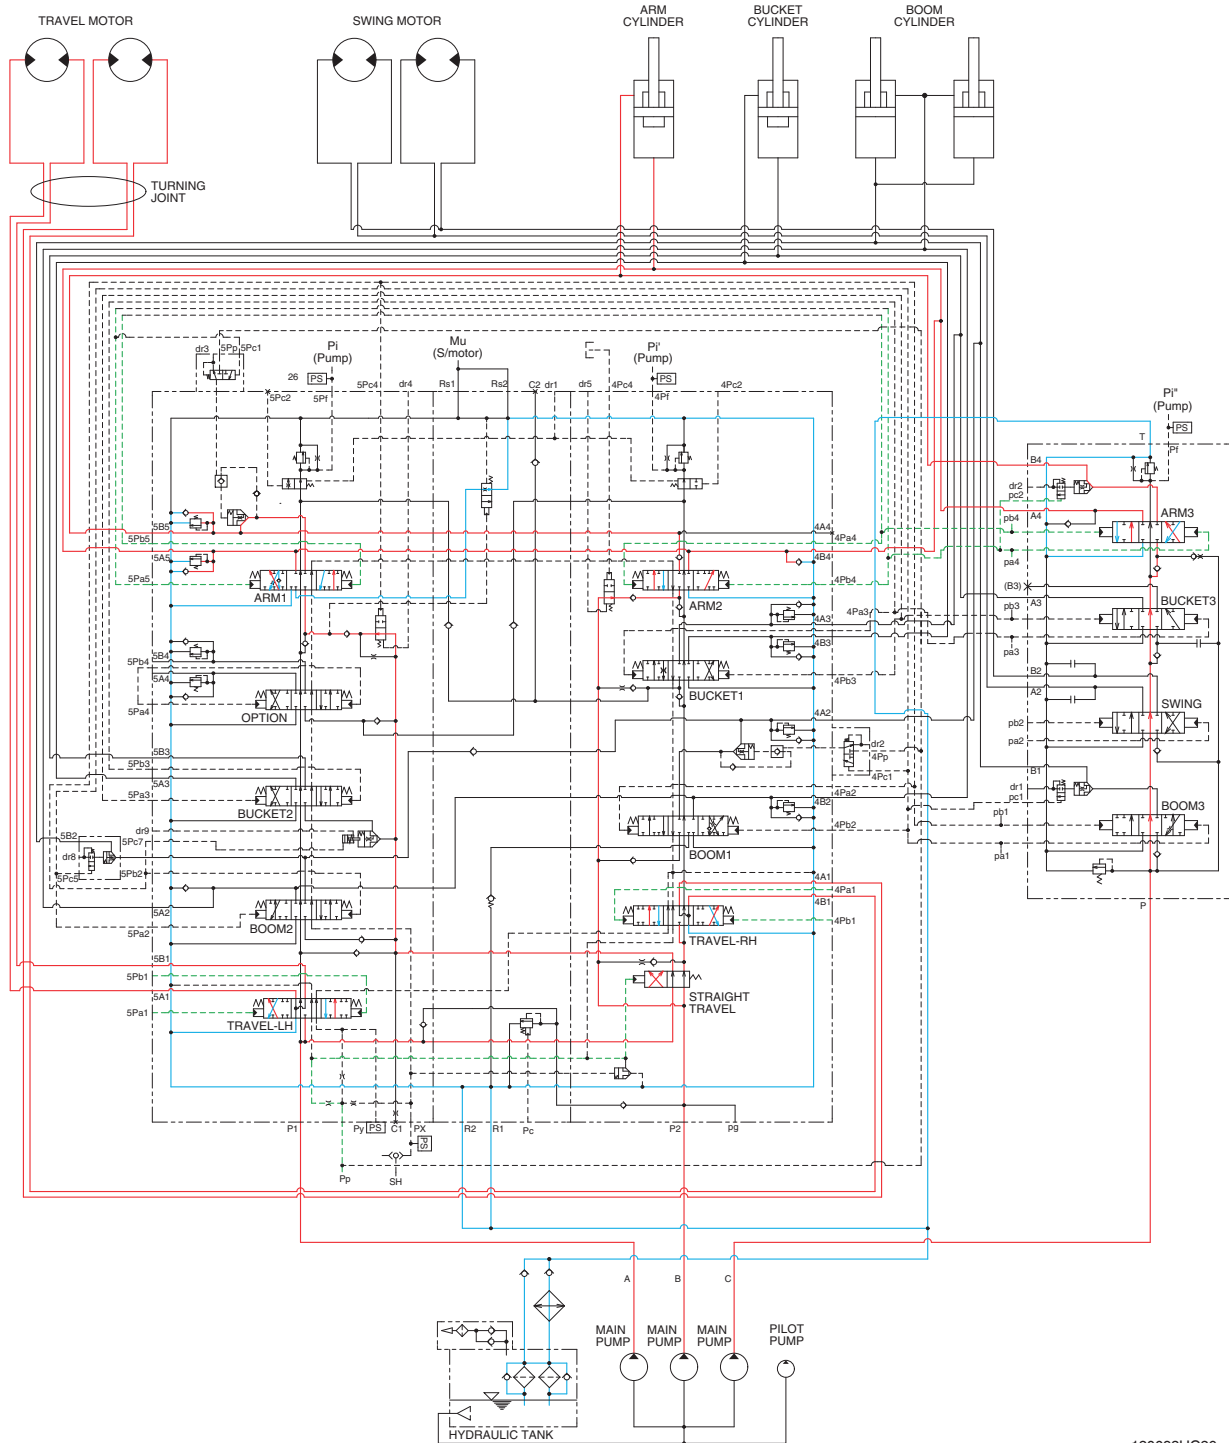 TRAVEL MOTOR
SWING MOTOR
ARM
CYLINDER
BUCKET
CYLINDER
BOOM
CYLINDER
TURNING
JOINT
dr3
5Pp
5Pc1
Pi
(Pump)
26
PS
5Pf
5Pc2
5Pc4
dr4
Mu
(S/motor)
Rs1
Rs2
C2
dr1
dr5
4Pc4
Pi'
(Pump)
PS
4Pf
4Pc2
Pi"
(Pump)
PS
T
Pf
B4
dr2
pc2
A4
pb4
pa4
ARM3
(B3)
A3
pb3
pa3
BUCKET3
B2
A2
pb2
pa2
SWING
B1
dr1
pc1
pb1
pa1
BOOM3
P
5B5
5Pb5
5A5
5Pa5
ARM1
4A4
4Pa4
4B4
4Pb4
ARM2
5B4
5Pb4
5A4
5Pa4
OPTION
4A3
4Pa3
4B3
4Pb3
BUCKET1
5B3
5Pb3
5A3
5Pa3
BUCKET2
4A2
dr2
4Pp
4Pc1
4Pa2
4B2
4Pb2
BOOM1
5B2
dr9
5Pc7
dr8
5Pc5
5Pb2
5A2
5Pa2
BOOM2
4A1
4Pa1
4B1
4Pb1
TRAVEL-RH
5B1
5Pb1
5A1
5Pa1
TRAVEL-LH
STRAIGHT
TRAVEL
P1
Py
PS
C1
PX
PS
R2
R1
Pc
P2
pg
Pp
SH
A
B
C
MAIN
PUMP
MAIN
PUMP
MAIN
PUMP
PILOT
PUMP
HYDRAULIC TANK